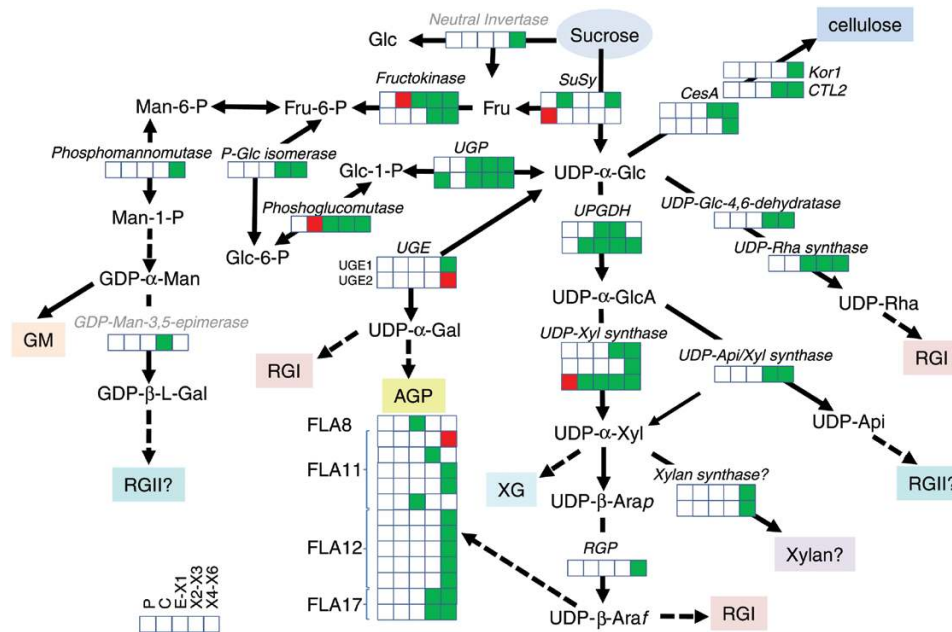 Neutral Invertase
Glc
Sucrose
cellulose
Fructokinase
SuSy
Kor1
CTL2
CesA
Man-6-P
Fru-6-P
Fru
Phosphomannomutase
P-Glc isomerase
Glc-1-P
UGP
UDP-α-Glc
UDP-Glc-4,6-dehydratase
Man-1-P
Phoshoglucomutase
UPGDH
Glc-6-P
UGE
UGE1
UGE2
UDP-Rha synthase
GDP-α-Man
UDP-α-GlcA
UDP-Rha
GM
GDP-Man-3,5-epimerase
UDP-α-Gal
UDP-Xyl synthase
UDP-Api/Xyl synthase
RGI
RGI
GDP-β-L-Gal
AGP
UDP-Api
FLA8
UDP-α-Xyl
FLA11
Xylan synthase?
RGII?
XG
UDP-β-Arap
RGII?
FLA12
RGP
Xylan?
P
C
E-X1
X2-X3
X4-X6
FLA17
UDP-β-Araf
RGI